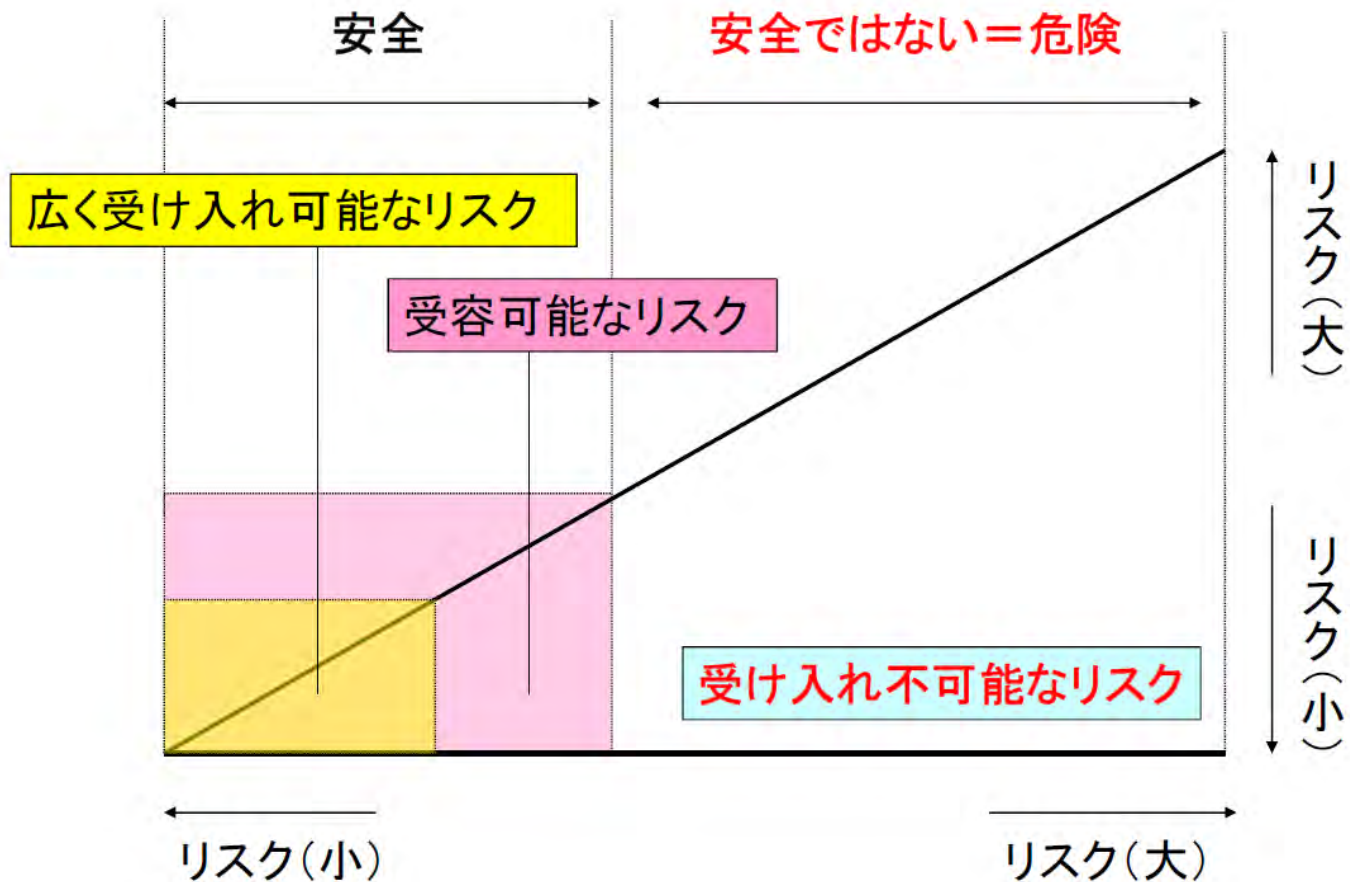 安全
安全ではない＝危険
広く受け入れ可能なリスク
受容可能なリスク
リスク（大）
リスク（小）
受け入れ不可能なリスク
リスク（小）
リスク（大）